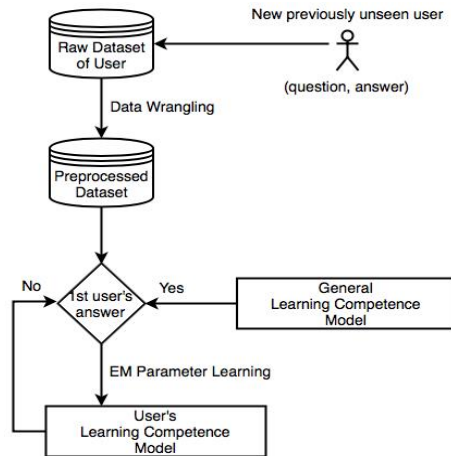 New previously unseen user
Raw Dataset
of User
(question, answer)
Data Wrangling
Preprocessed
Dataset
No
1st user's
answer
Yes
General
Learning Competence
Model
EM Parameter Learning
User's
Learning Competence
Model